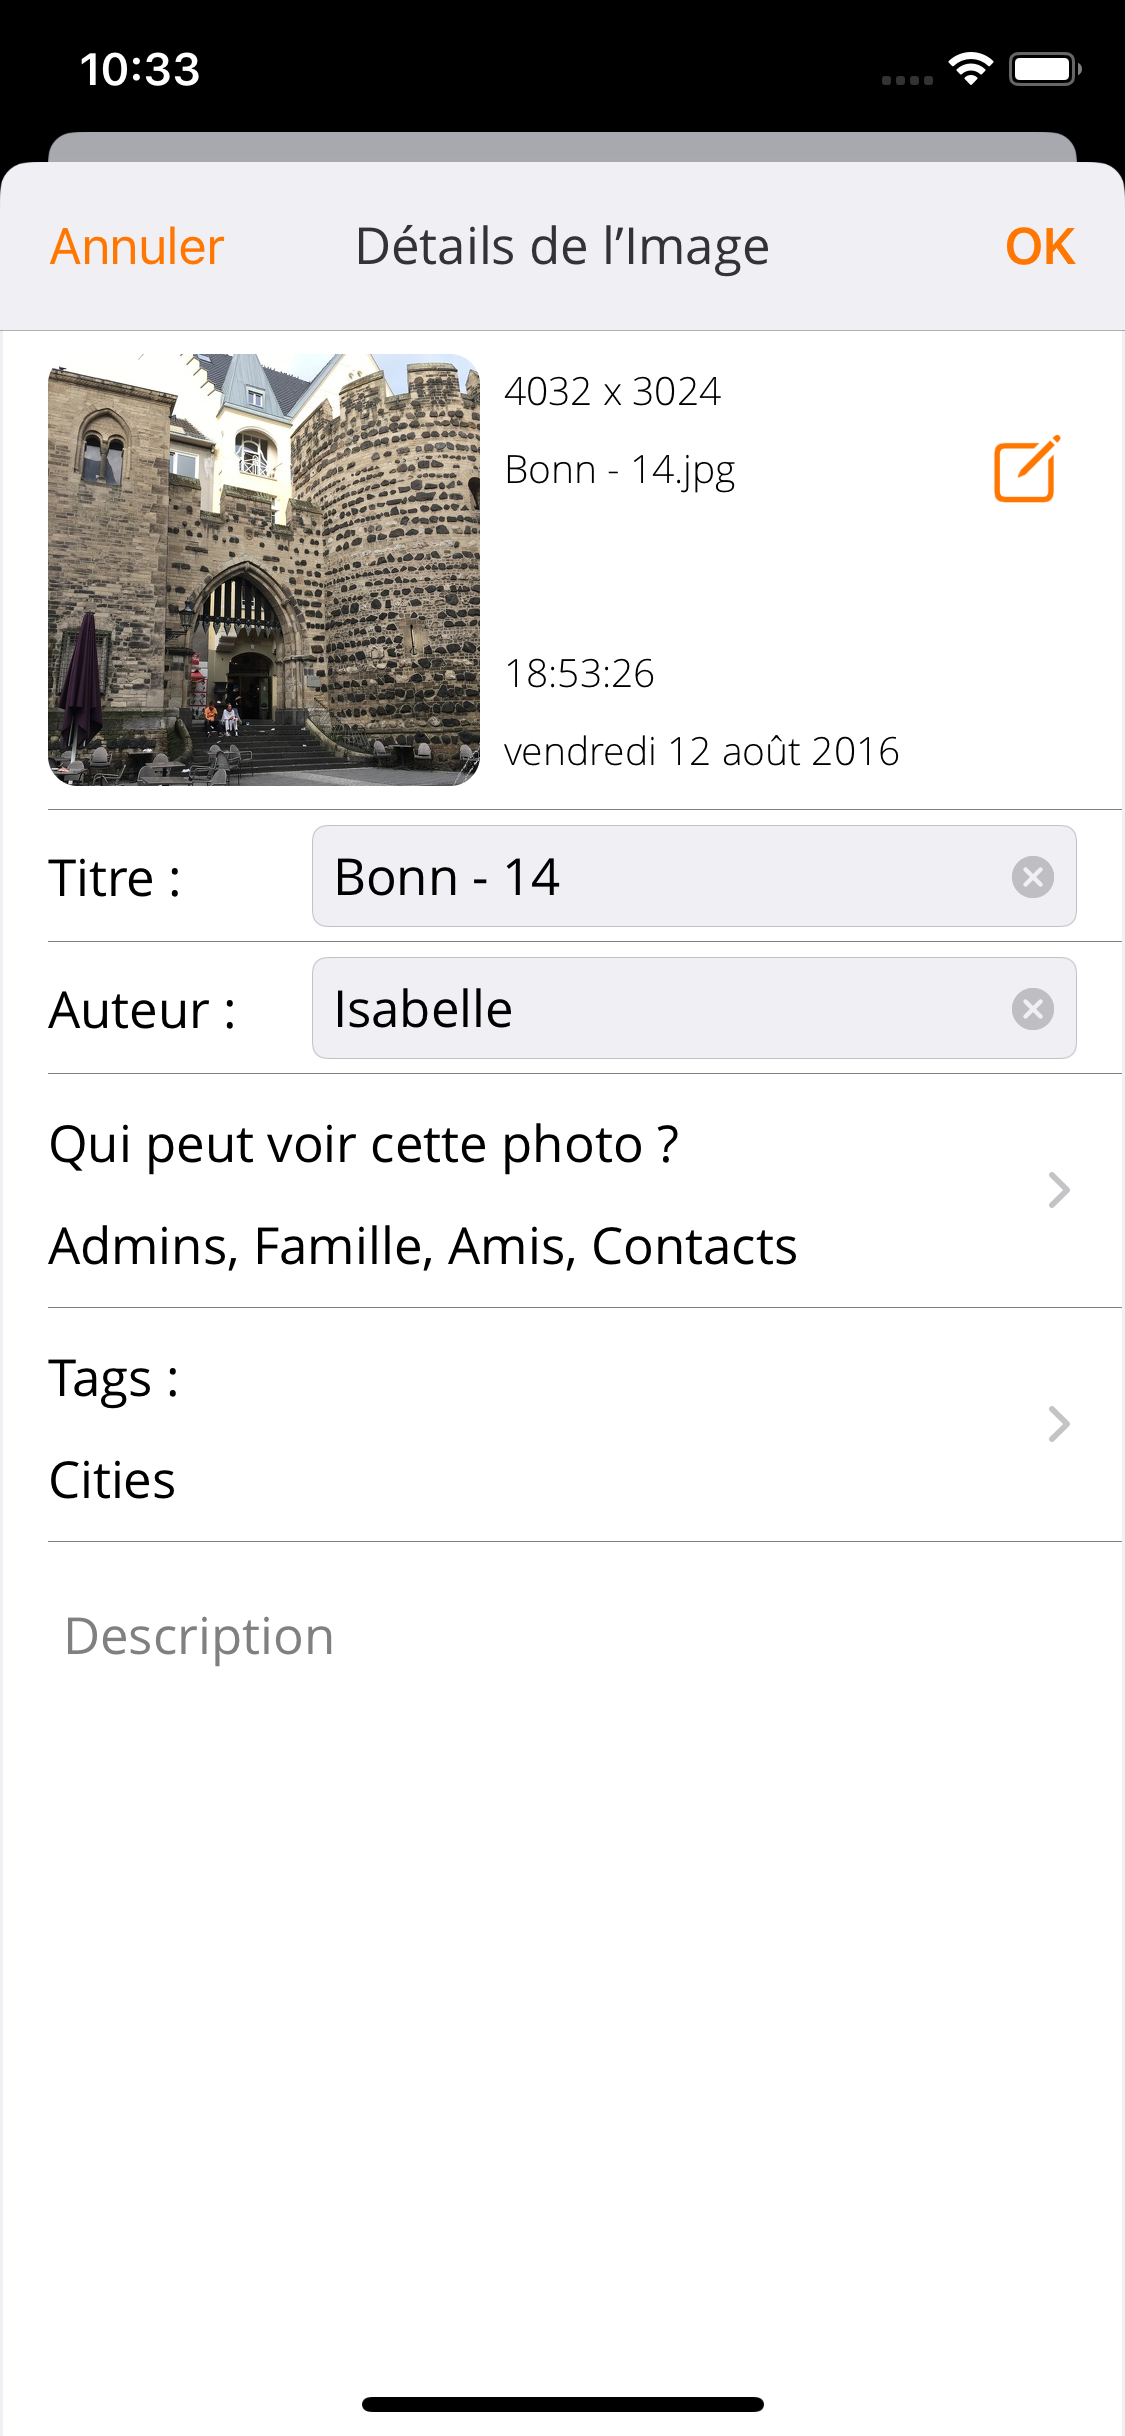 10:33
Annuler
Détails de l’Image
OK
4032 x 3024
Bonn - 14.jpg
18:53:26
vendredi 12 août 2016
Titre :
Bonn - 14
Auteur :
Isabelle
Qui peut voir cette photo ?
Admins, Famille, Amis, Contacts
Tags :
Cities
Description